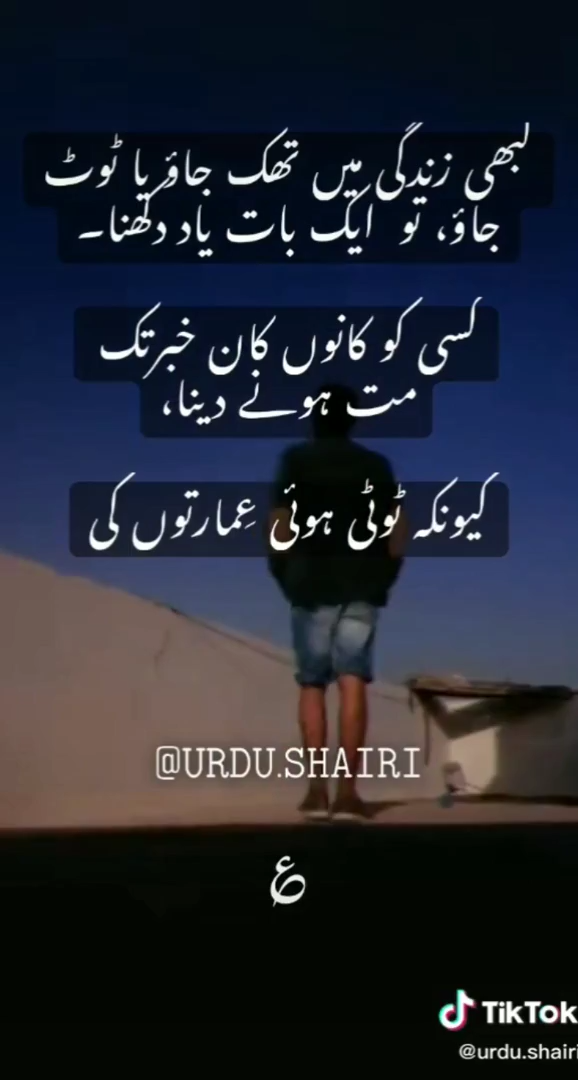 کبھی زندگی میں تھک جاؤ یا ٹوٹ
جاؤ، تو ایک بات یاد رکھنا۔
کسی کو کانوں کان خبر تک
مت ہونے دینا،
کیونکہ ٹوٹی ہوئی عِمارتوں کی
@URDU.SHAIRI
ع
TikTok
@urdu.shairi